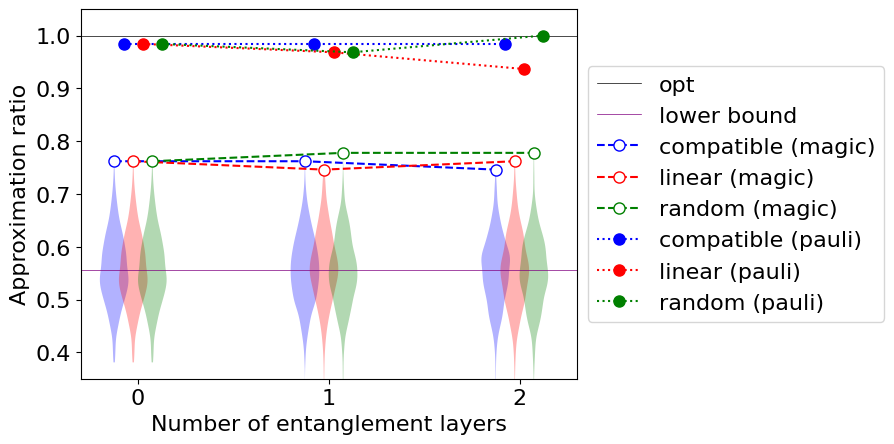 Approximation ratio
1.0
0.9
0.8
0.7
0.6
0.5
0.4
0
1
2
Number of entanglement layers
opt
lower bound
compatible (magic)
linear (magic)
random (magic)
compatible (pauli)
linear (pauli)
random (pauli)